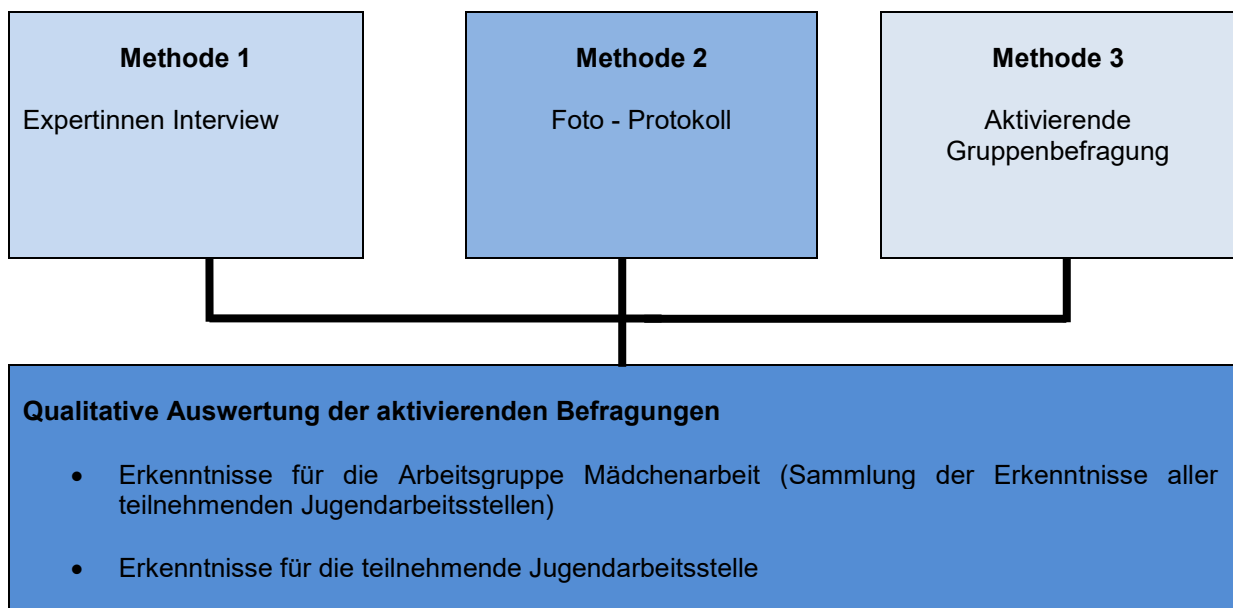 Methode 1
Expertinnen Interview
Methode 2
Foto - Protokoll
Methode 3
Aktivierende
Gruppenbefragung
Qualitative Auswertung der aktivierenden Befragungen
• Erkenntnisse für die Arbeitsgruppe Mädchenarbeit (Sammlung der Erkenntnisse aller
teilnehmenden Jugendarbeitsstellen)
• Erkenntnisse für die teilnehmende Jugendarbeitsstelle